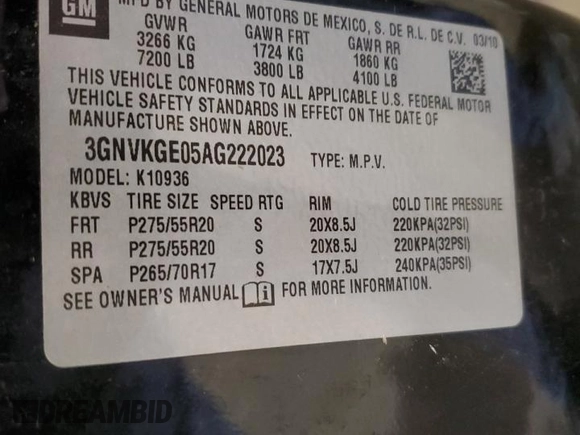 GM
MFD BY GENERAL MOTORS DE MEXICO, S. DE R.L. DE C.V. 03/10
GVWR GAWR FRT GAWR RR
3266 KG 1724 KG 1860 KG
7200 LB 3800 LB 4100 LB
THIS VEHICLE CONFORMS TO ALL APPLICABLE U.S. FEDERAL MOTOR
VEHICLE SAFETY STANDARDS IN EFFECT ON THE DATE OF
MANUFACTURE SHOWN ABOVE.
3GNVKGE05AG222023 TYPE: M.P.V.
MODEL: K10936
KBVS TIRE SIZE SPEED RTG RIM COLD TIRE PRESSURE
FRT P275/55R20 S 20X8.5J 220KPA(32PSI)
RR P275/55R20 S 20X8.5J 220KPA(32PSI)
SPA P265/70R17 S 17X7.5J 240KPA(35PSI)
SEE OWNER'S MANUAL FOR MORE INFORMATION.
DREAMBID